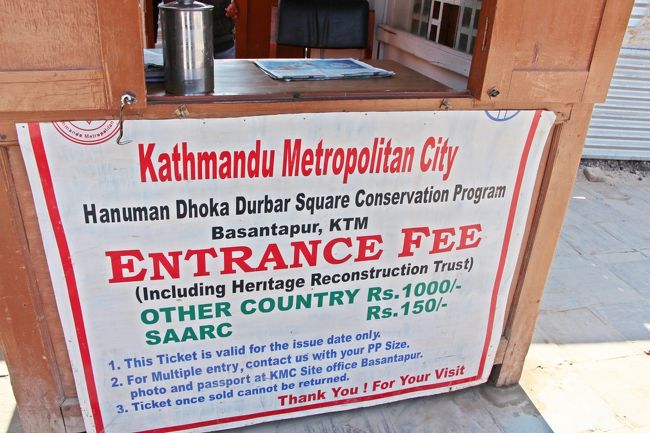 Kathmandu Metropolitan
Kathmandu Metropolitan City
Hanuman Dhoka Durbar Square Conservation Program
Basantapur, KTM
ENTRANCE FEE
(Including Heritage Reconstruction Trust)
OTHER COUNTRY Rs.1000/-
SAARC Rs.150/-
1. This Ticket is valid for the issue date only.
2. For Multiple entry, contact us with your PP Size.
photo and passport at KMC Site office Basantapur.
3. Ticket once sold cannot be returned.
Thank You ! For Your Visit